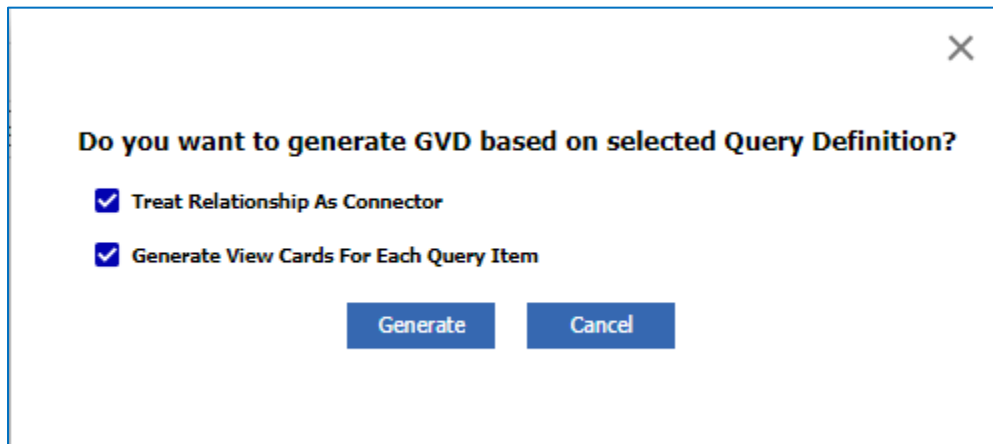 Do you want to generate GVD based on selected Query Definition?
Treat Relationship As Connector
Generate View Cards For Each Query Item
Generate Cancel